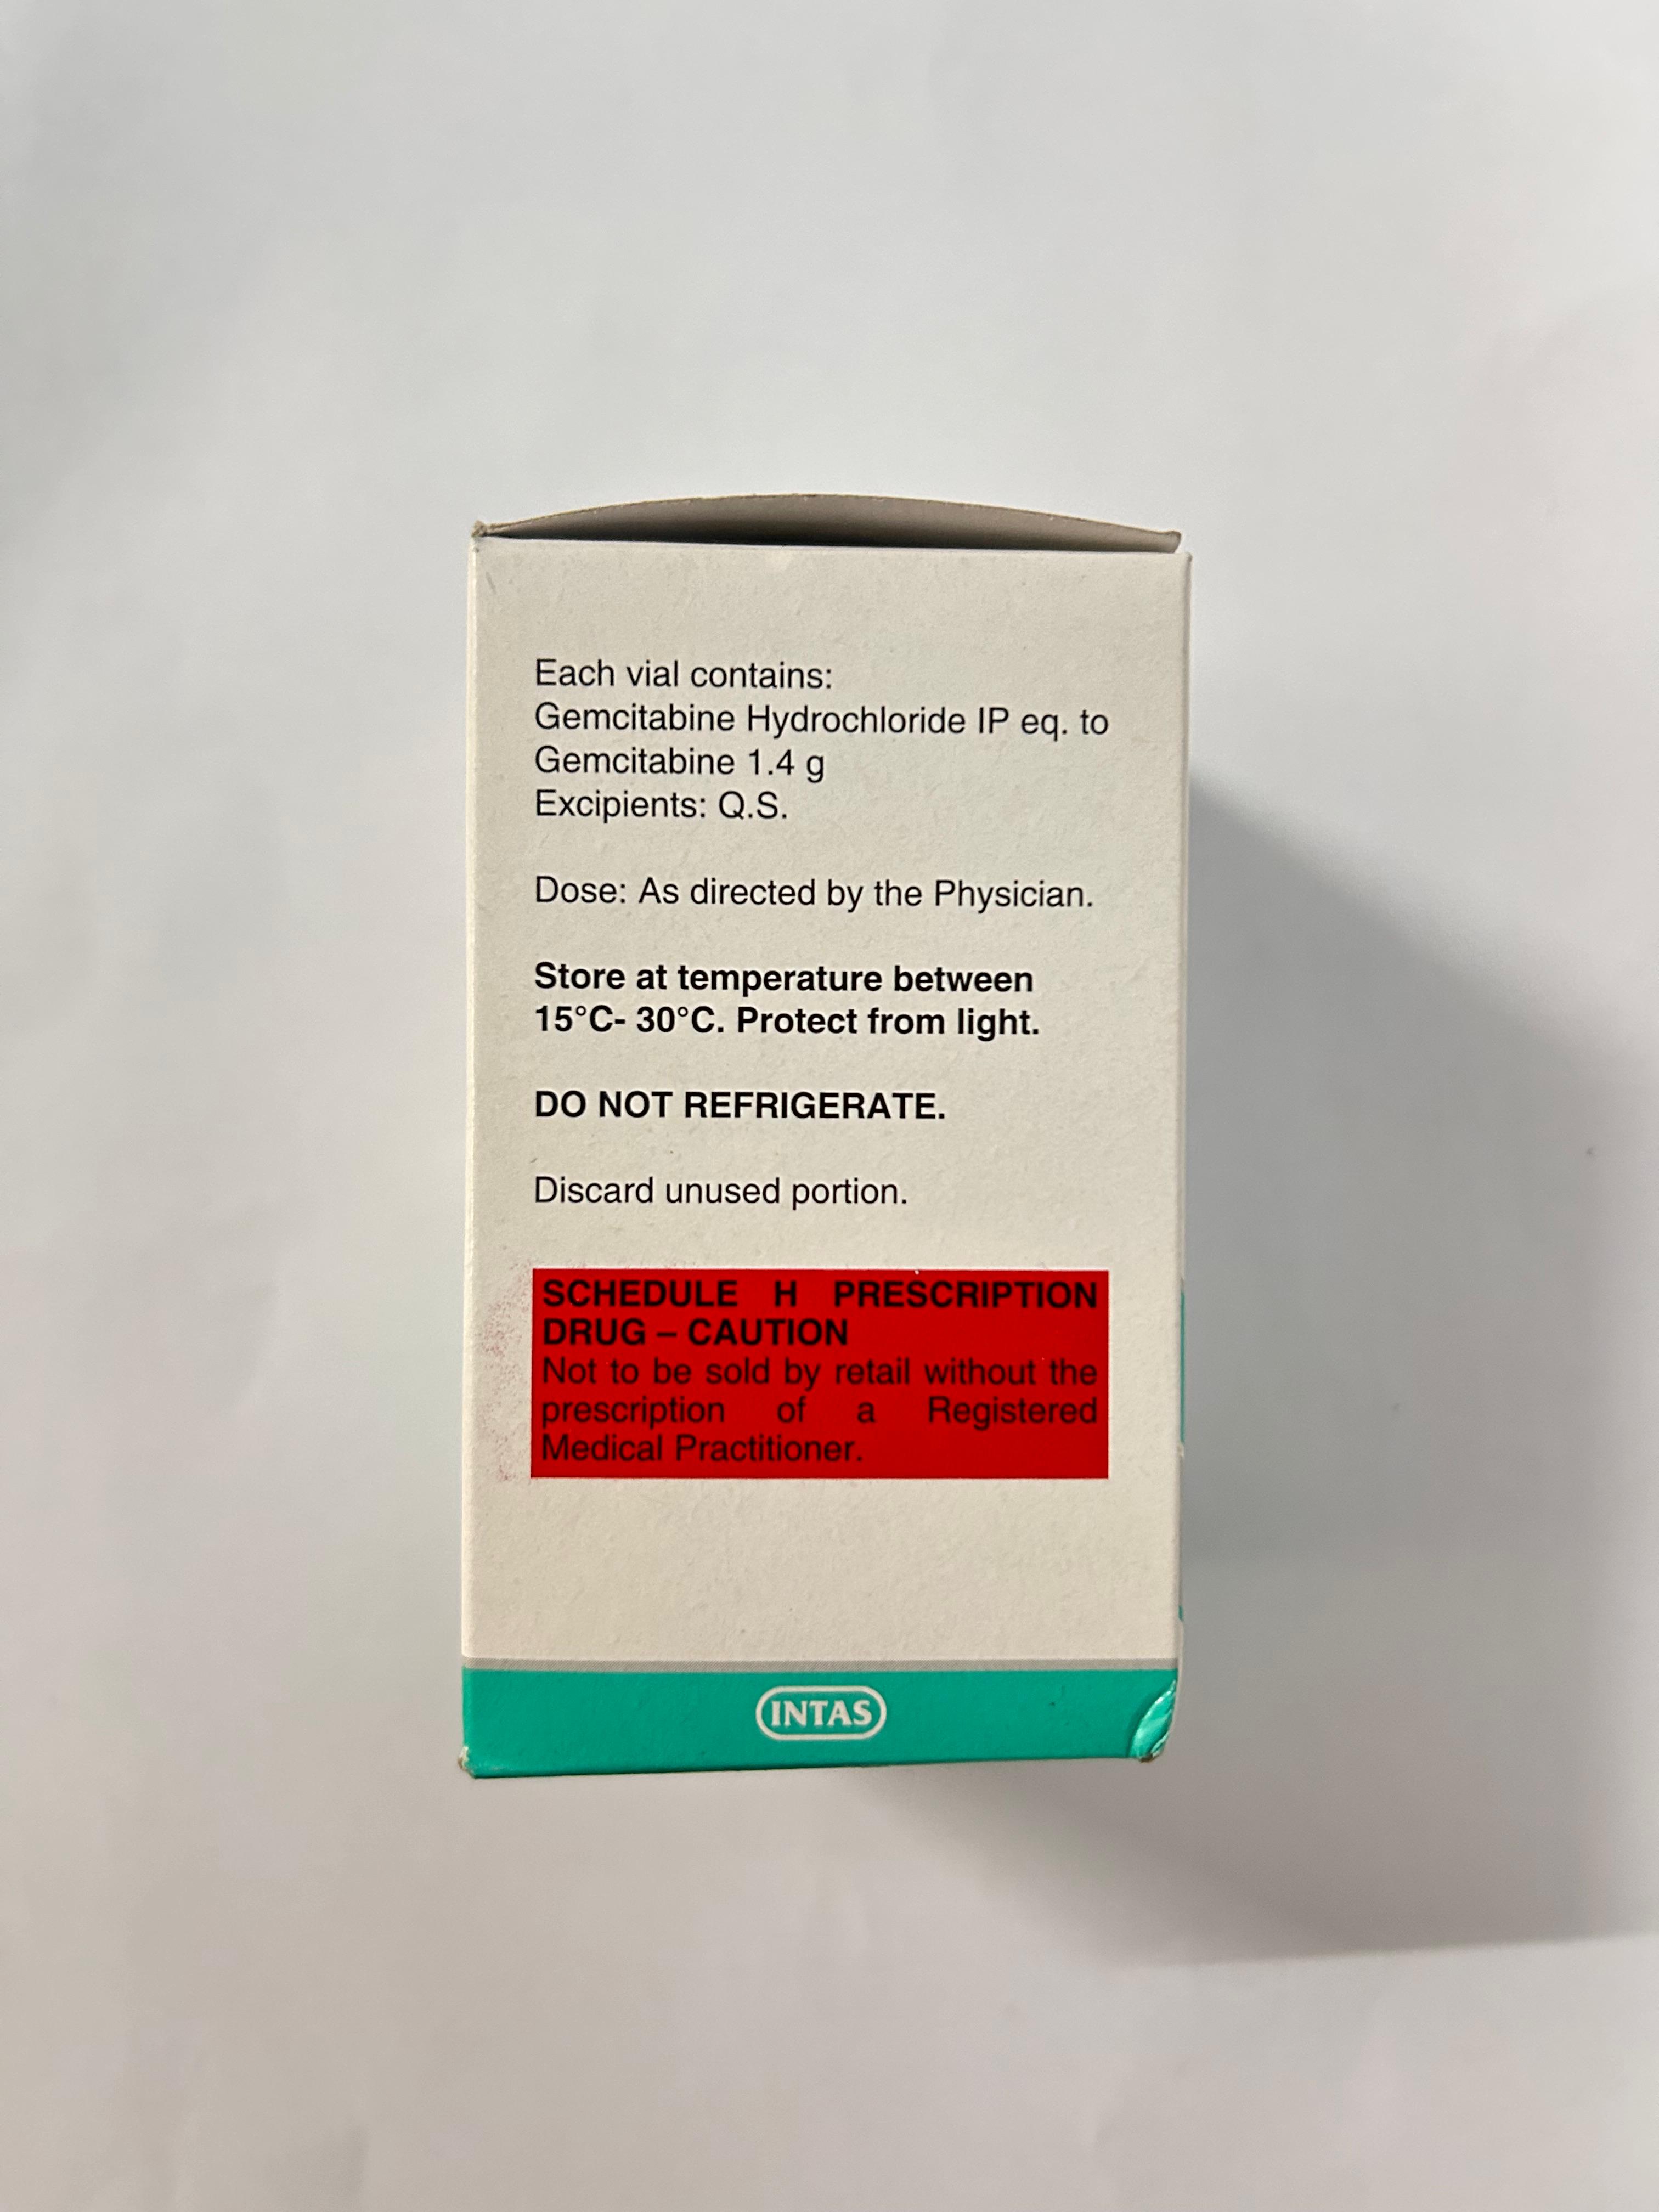 Each vial contains:
Gemcitabine Hydrochloride IP eq. to
Gemcitabine 1.4 g
Excipients: Q.S.
Dose: As directed by the Physician.
Store at temperature between
15°C- 30°C. Protect from light.
DO NOT REFRIGERATE.
Discard unused portion.
SCHEDULE H PRESCRIPTION
DRUG – CAUTION
Not to be sold by retail without the
prescription of a Registered
Medical Practitioner.
INTAS